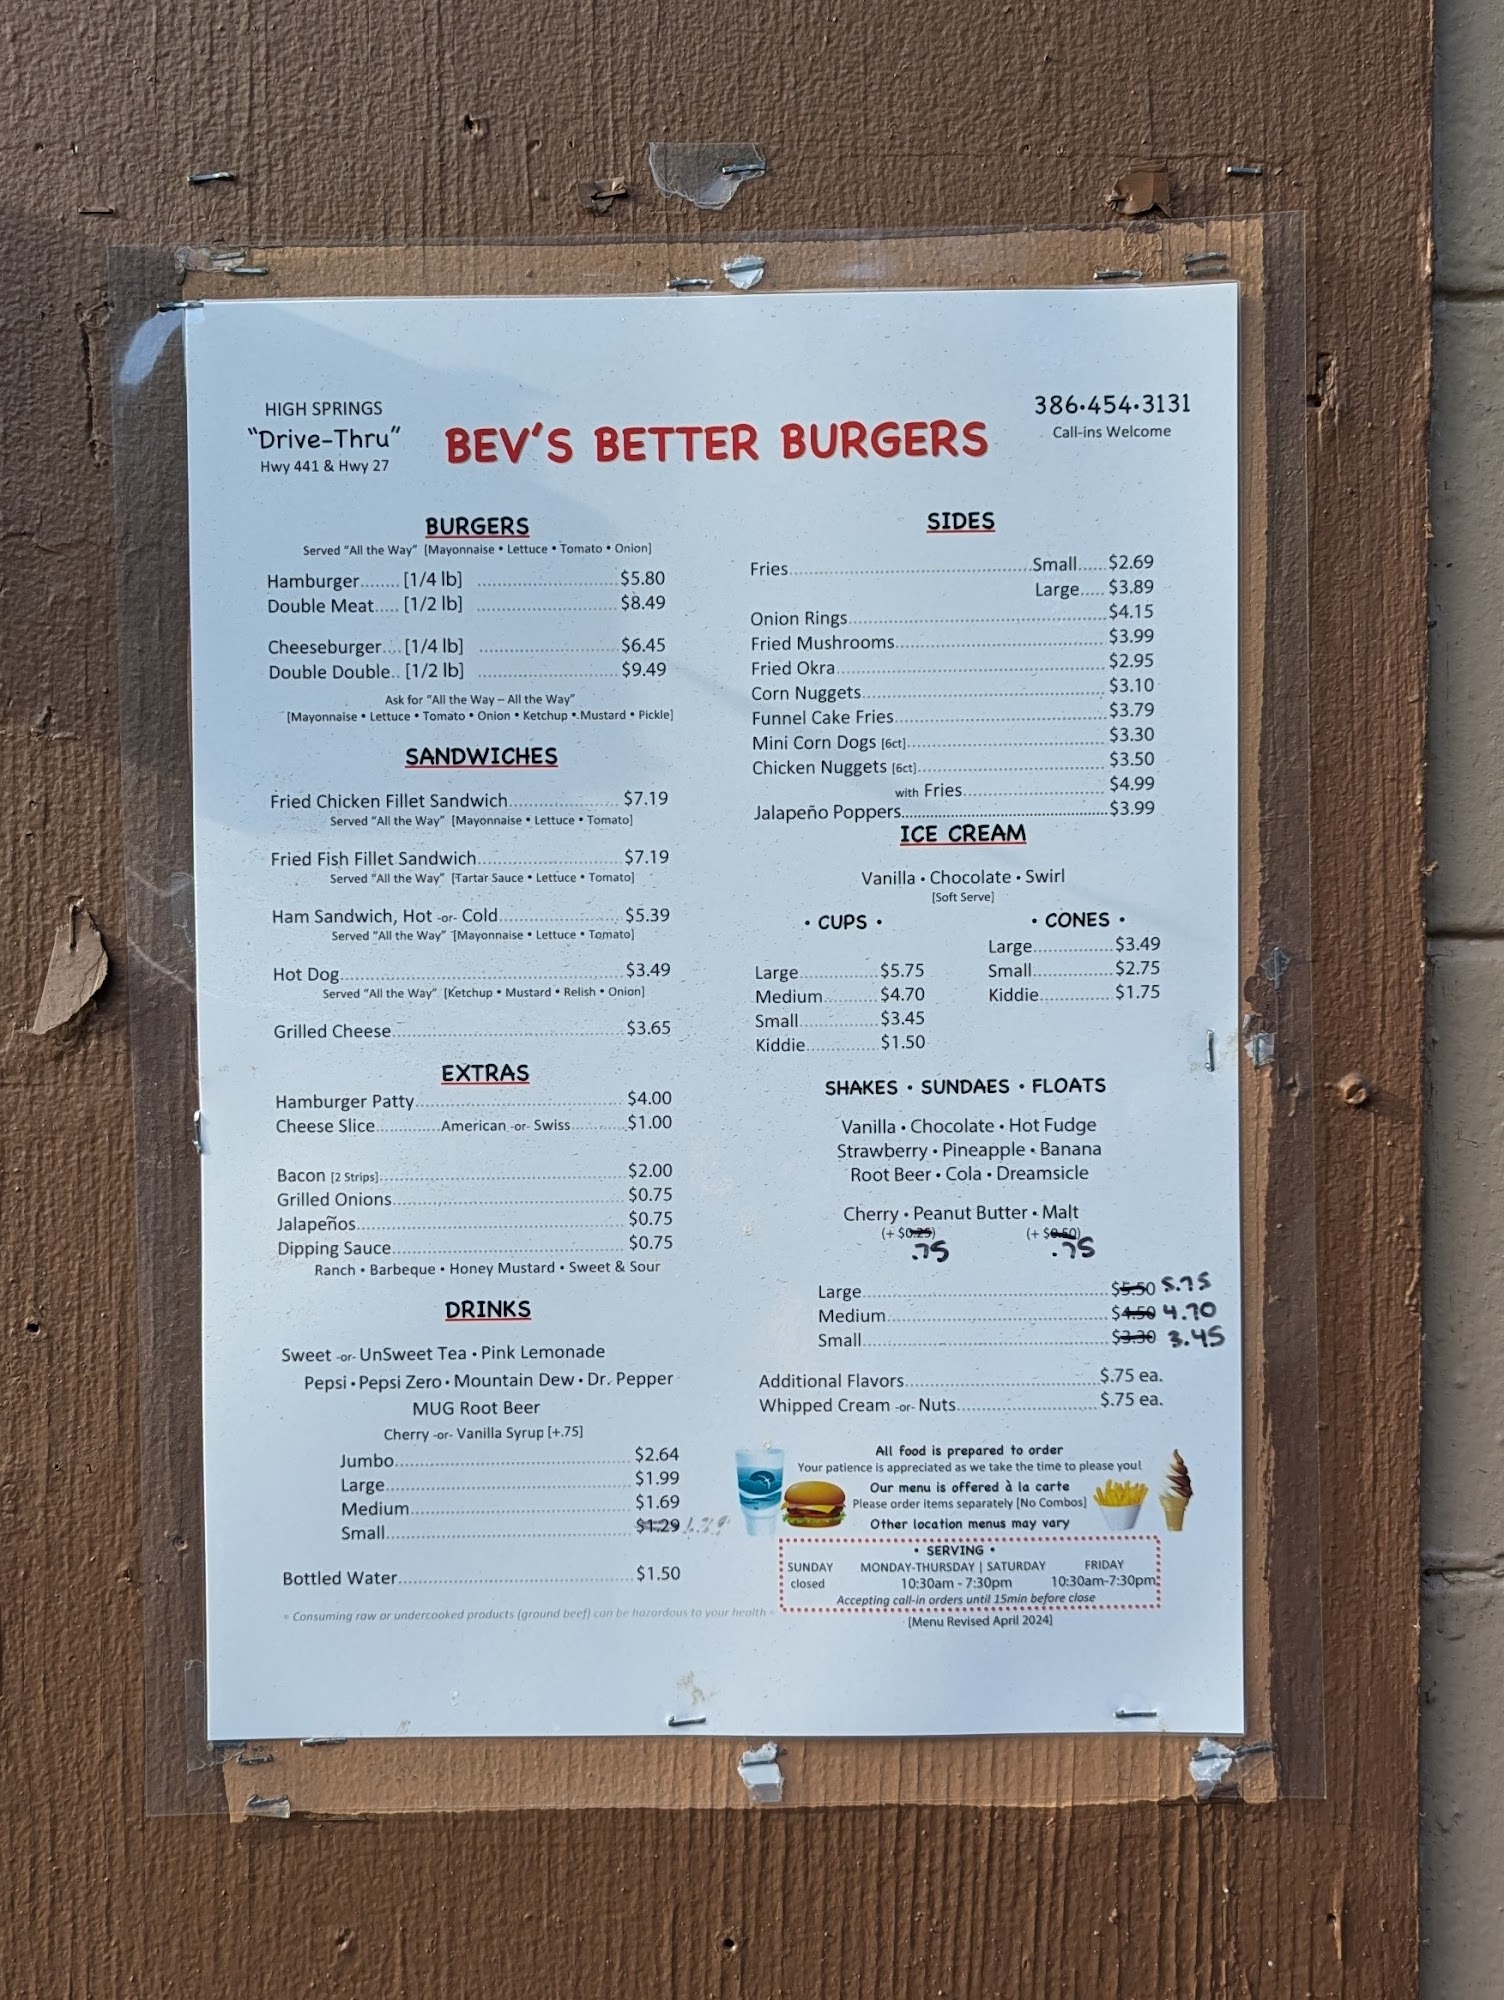 HIGH SPRINGS
"Drive-Thru"
Hwy 441 & Hwy 27
BEV'S BETTER BURGERS
386•454•3131
Call-ins Welcome
BURGERS
Served "All the Way" [Mayonnaise • Lettuce • Tomato • Onion]
Hamburger........ [1/4 lb] ............................ $5.80
Double Meat..... [1/2 lb] ............................ $8.49
Cheeseburger.... [1/4 lb] ............................ $6.45
Double Double.. [1/2 lb] ............................ $9.49
Ask for "All the Way – All the Way"
[Mayonnaise • Lettuce • Tomato • Onion • Ketchup • Mustard • Pickle]
SANDWICHES
Fried Chicken Fillet Sandwich...................... $7.19
Served "All the Way" [Mayonnaise • Lettuce • Tomato]
Fried Fish Fillet Sandwich............................ $7.19
Served "All the Way" [Tartar Sauce • Lettuce • Tomato]
Ham Sandwich, Hot -or- Cold........................ $5.39
Served "All the Way" [Mayonnaise • Lettuce • Tomato]
Hot Dog........................................................ $3.49
Served "All the Way" [Ketchup • Mustard • Relish • Onion]
Grilled Cheese.............................................. $3.65
EXTRAS
Hamburger Patty.......................................... $4.00
Cheese Slice.............American -or- Swiss........... $1.00
Bacon [2 Strips]................................................ $2.00
Grilled Onions.............................................. $0.75
Jalapeños..................................................... $0.75
Dipping Sauce.............................................. $0.75
Ranch • Barbeque • Honey Mustard • Sweet & Sour
DRINKS
Sweet -or- UnSweet Tea • Pink Lemonade
Pepsi • Pepsi Zero • Mountain Dew • Dr. Pepper
MUG Root Beer
Cherry -or- Vanilla Syrup [+.75]
Jumbo............................................... $2.64
Large................................................. $1.99
Medium............................................. $1.69
Small................................................. $1.29
Bottled Water.............................................. $1.50
* Consuming raw or undercooked products (ground beef) can be hazardous to your health *
SIDES
Fries................................................Small...... $2.69
Large..... $3.89
Onion Rings.................................................... $4.15
Fried Mushrooms.......................................... $3.99
Fried Okra...................................................... $2.95
Corn Nuggets................................................. $3.10
Funnel Cake Fries.......................................... $3.79
Mini Corn Dogs [6ct]........................................ $3.30
Chicken Nuggets [6ct]...................................... $3.50
with Fries............................. $4.99
Jalapeño Poppers.......................................... $3.99
ICE CREAM
Vanilla • Chocolate • Swirl
[Soft Serve]
• CUPS •
Large................ $5.75
Medium........... $4.70
Small................ $3.45
Kiddie............... $1.50
• CONES •
Large................ $3.49
Small................ $2.75
Kiddie.............. $1.75
SHAKES • SUNDAES • FLOATS
Vanilla • Chocolate • Hot Fudge
Strawberry • Pineapple • Banana
Root Beer • Cola • Dreamsicle
Cherry • Peanut Butter • Malt
(+ $0.25) (+ $0.50)
.75 .75
Large.................................................. $5.50 5.75
Medium............................................. $4.50 4.70
Small................................................. $3.30 3.45
Additional Flavors....................................... $.75 ea.
Whipped Cream -or- Nuts............................ $.75 ea.
All food is prepared to order
Your patience is appreciated as we take the time to please you!
Our menu is offered à la carte
Please order items separately [No Combos]
Other location menus may vary
• SERVING •
SUNDAY MONDAY-THURSDAY | SATURDAY FRIDAY
closed 10:30am - 7:30pm 10:30am-7:30pm
Accepting call-in orders until 15min before close
[Menu Revised April 2024]